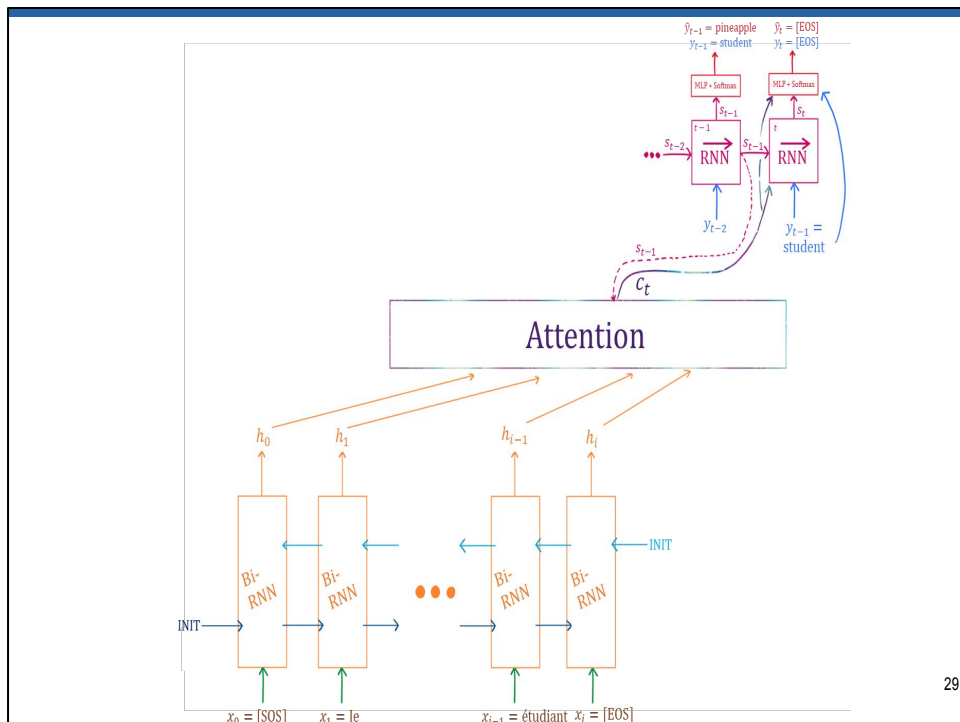 ŷₜ₋₁ = pineapple ŷₜ = [EOS]
yₜ₋₁ = student yₜ = [EOS]
MLP + Softmax MLP + Softmax
sₜ₋₁ sₜ
t − 1 t
sₜ₋₂ RNN sₜ₋₁ RNN
yₜ₋₂ yₜ₋₁ =
student
sₜ₋₁
Cₜ
Attention
h₀ h₁ hᵢ₋₁ hᵢ
INIT
Bi- Bi- Bi- Bi-
RNN RNN RNN RNN
INIT
29
x₀ = [SOS] x₁ = Je xᵢ₋₁ = étudiant xᵢ = [EOS]